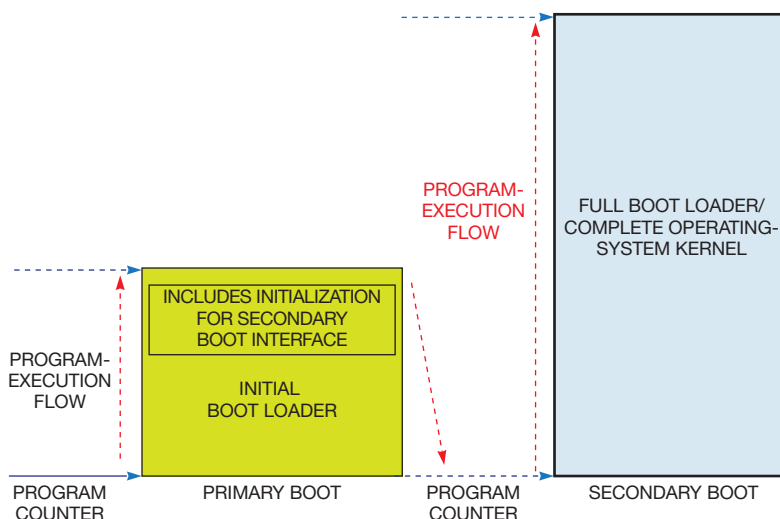 PROGRAM-
EXECUTION
FLOW
FULL BOOT LOADER/
COMPLETE OPERATING-
SYSTEM KERNEL
INCLUDES INITIALIZATION
FOR SECONDARY
BOOT INTERFACE
PROGRAM-
EXECUTION
FLOW
INITIAL
BOOT LOADER
PROGRAM
COUNTER
PRIMARY BOOT
PROGRAM
COUNTER
SECONDARY BOOT